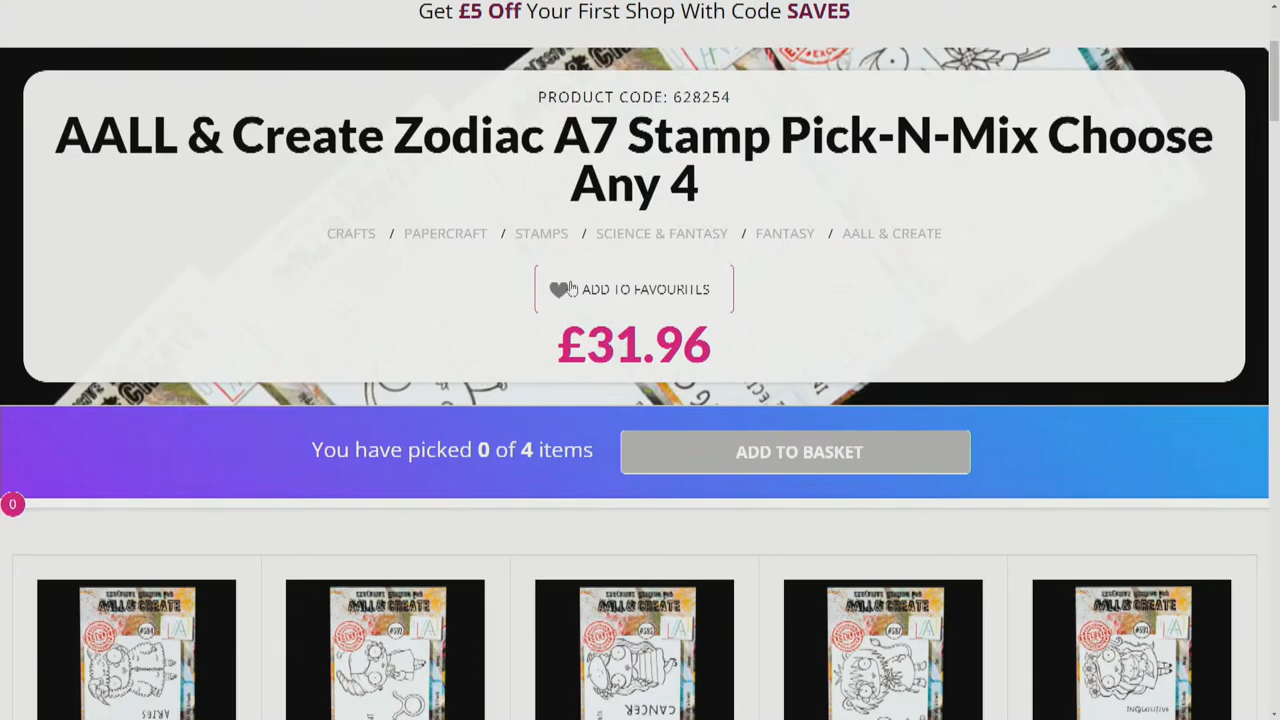 Get £5 Off Your First Shop With Code SAVE5
PRODUCT CODE: 628254
AALL & Create Zodiac A7 Stamp Pick-N-Mix Choose
Any 4
CRAFTS / PAPERCRAFT / STAMPS / SCIENCE & FANTASY / FANTASY / AALL & CREATE
ADD TO FAVOURITES
£31.96
You have picked 0 of 4 items
ADD TO BASKET
0
AALL & CREATE
AALL & CREATE
AALL & CREATE
AALL & CREATE
AALL & CREATE
ARIES
CANCER